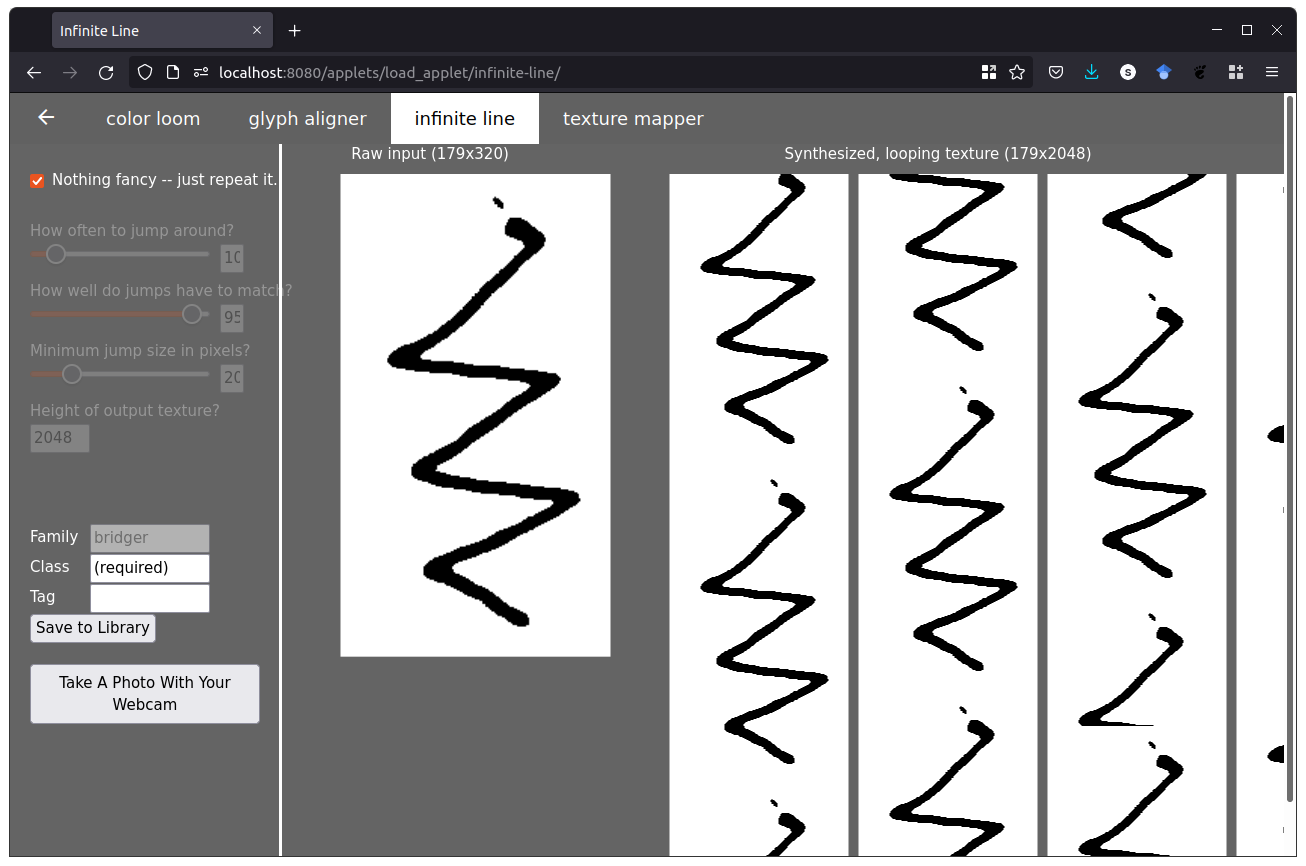 Infinite Line
localhost:8080/applets/load_applet/infinite-line/
S
color loom
glyph aligner
infinite line
texture mapper
Raw input (179x320)
Synthesized, looping texture (179x2048)
Nothing fancy -- just repeat it.
How often to jump around?
10
How well do jumps have to match?
95
Minimum jump size in pixels?
20
Height of output texture?
2048
Family bridger
Class (required)
Tag
Save to Library
Take A Photo With Your
Webcam